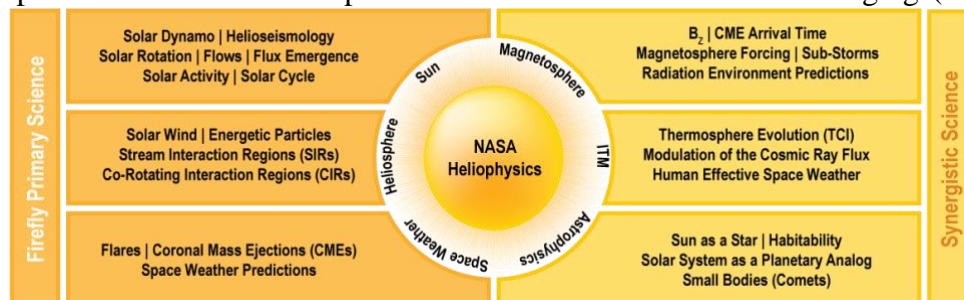 Firefly Primary Science
Solar Dynamo | Helioseismology
Solar Rotation | Flows | Flux Emergence
Solar Activity | Solar Cycle
Solar Wind | Energetic Particles
Stream Interaction Regions (SIRs)
Co-Rotating Interaction Regions (CIRs)
Flares | Coronal Mass Ejections (CMEs)
Space Weather Predictions
Sun
Heliosphere
Space Weather
NASA
Heliophysics
Magnetosphere
ITM
Astrophysics
B_z | CME Arrival Time
Magnetosphere Forcing | Sub-Storms
Radiation Environment Predictions
Thermosphere Evolution (TCI)
Modulation of the Cosmic Ray Flux
Human Effective Space Weather
Sun as a Star | Habitability
Solar System as a Planetary Analog
Small Bodies (Comets)
Synergistic Science